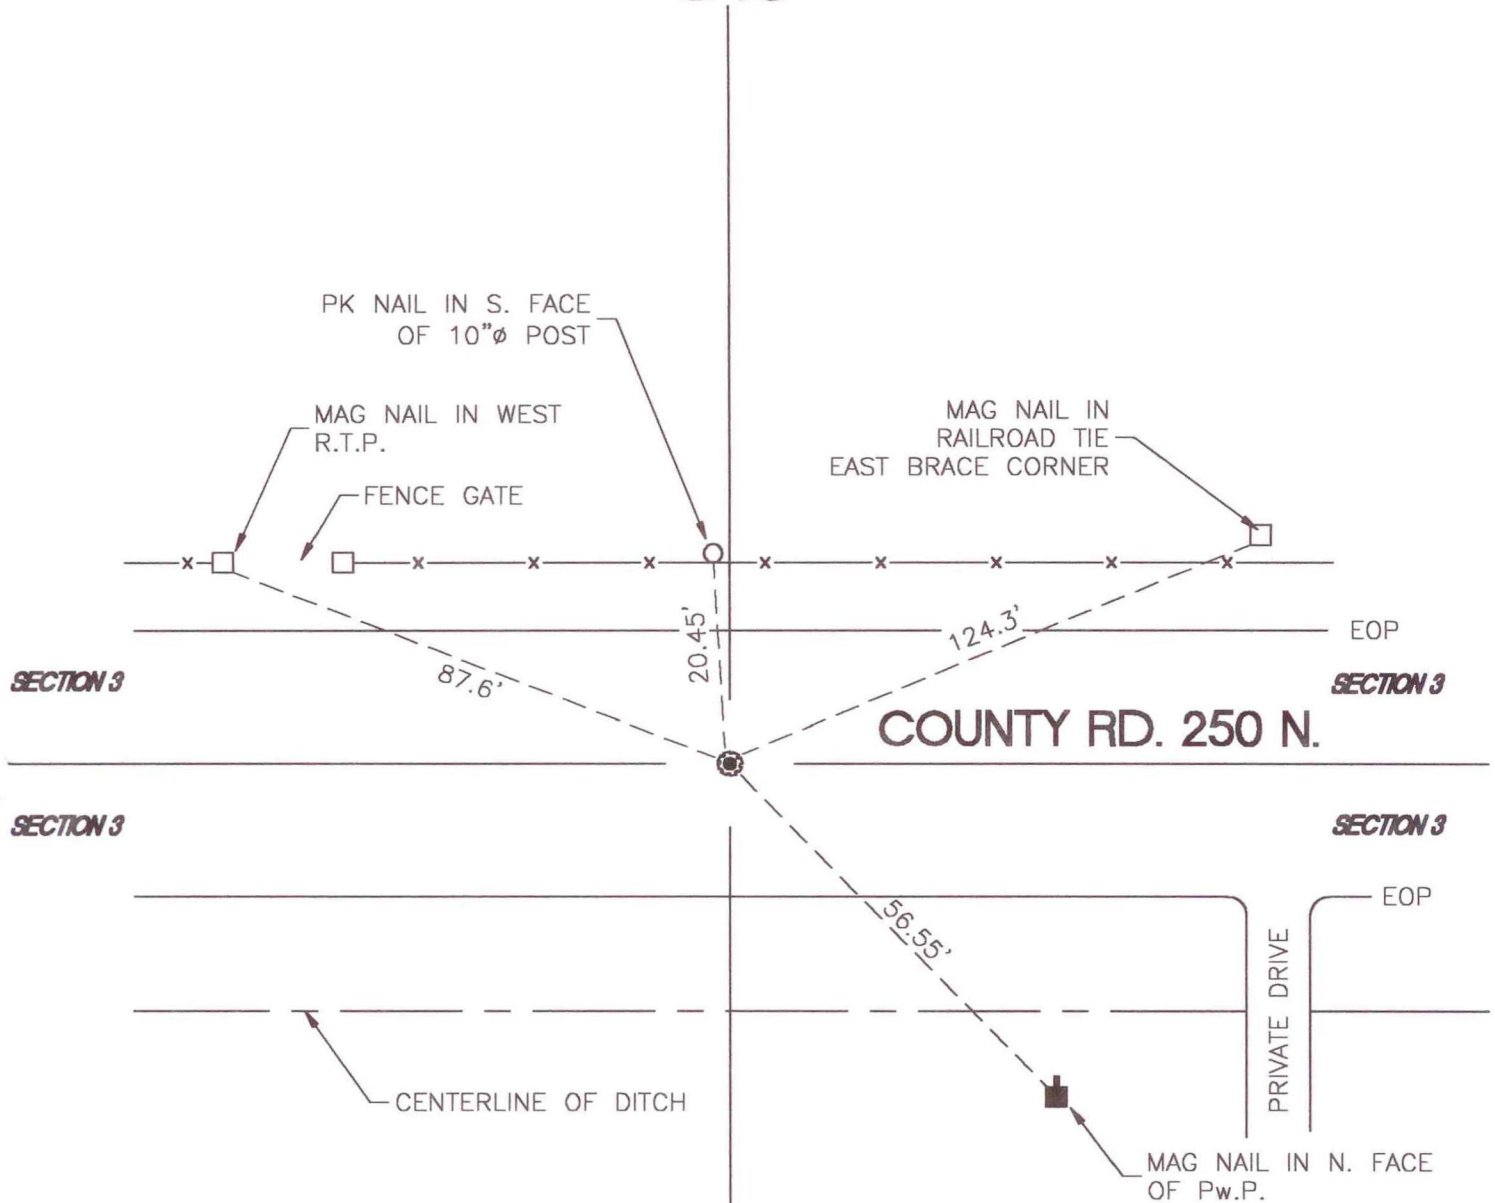 PK NAIL IN S. FACE
OF 10"ø POST
MAG NAIL IN WEST
R.T.P.
MAG NAIL IN
RAILROAD TIE
EAST BRACE CORNER
FENCE GATE
20.45'
124.3'
EOP
87.6'
SECTION 3
SECTION 3
COUNTY RD. 250 N.
SECTION 3
SECTION 3
EOP
56.55'
PRIVATE DRIVE
CENTERLINE OF DITCH
MAG NAIL IN N. FACE
OF Pw.P.